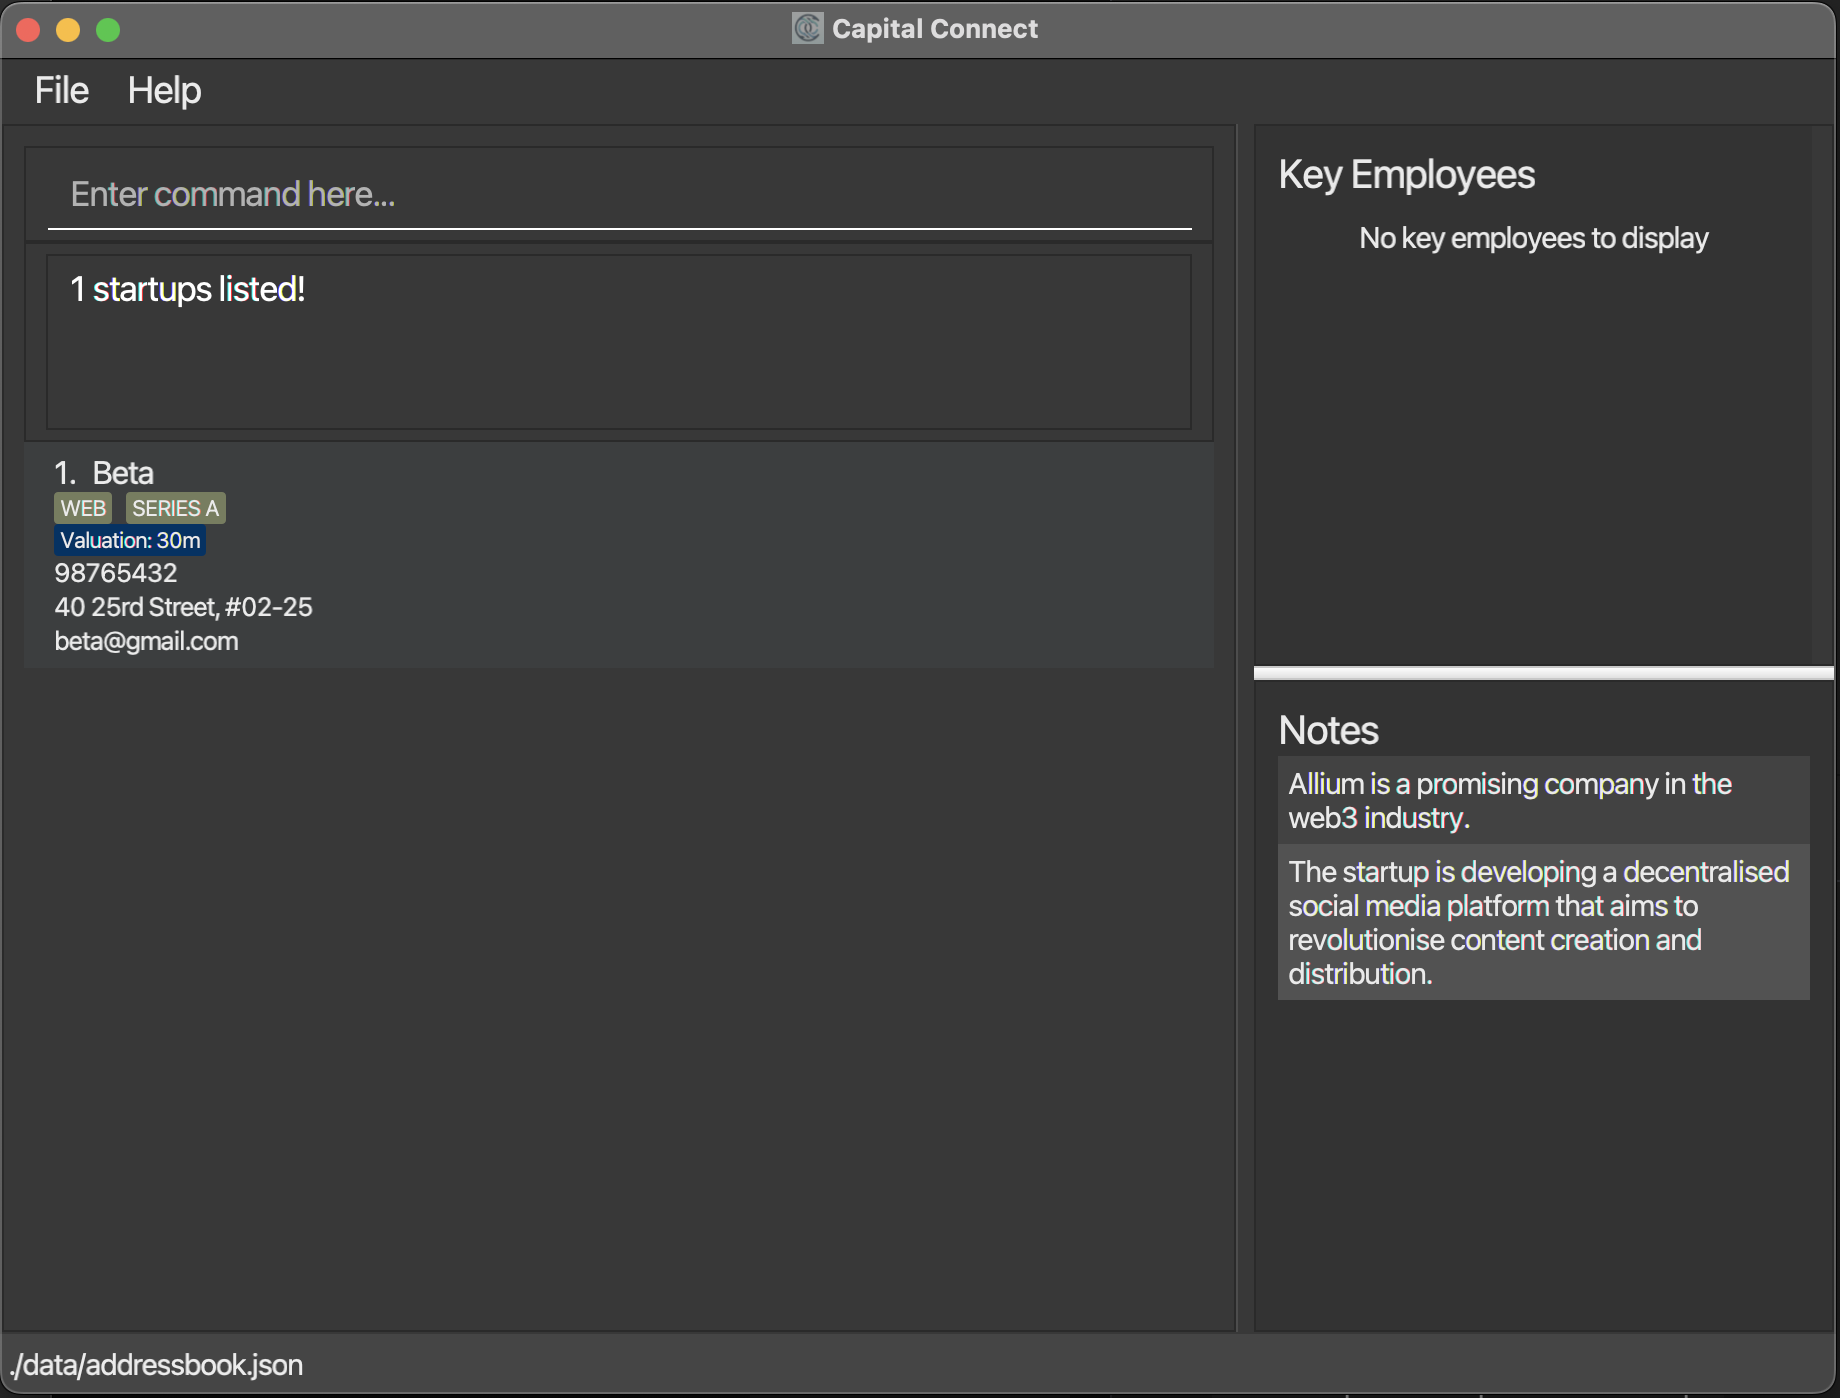 Capital Connect
File Help
Enter command here...
1 startups listed!
1. Beta
WEB SERIES A
Valuation: 30m
98765432
40 25rd Street, #02-25
beta@gmail.com
Key Employees
No key employees to display
Notes
Allium is a promising company in the
web3 industry.
The startup is developing a decentralised
social media platform that aims to
revolutionise content creation and
distribution.
./data/addressbook.json